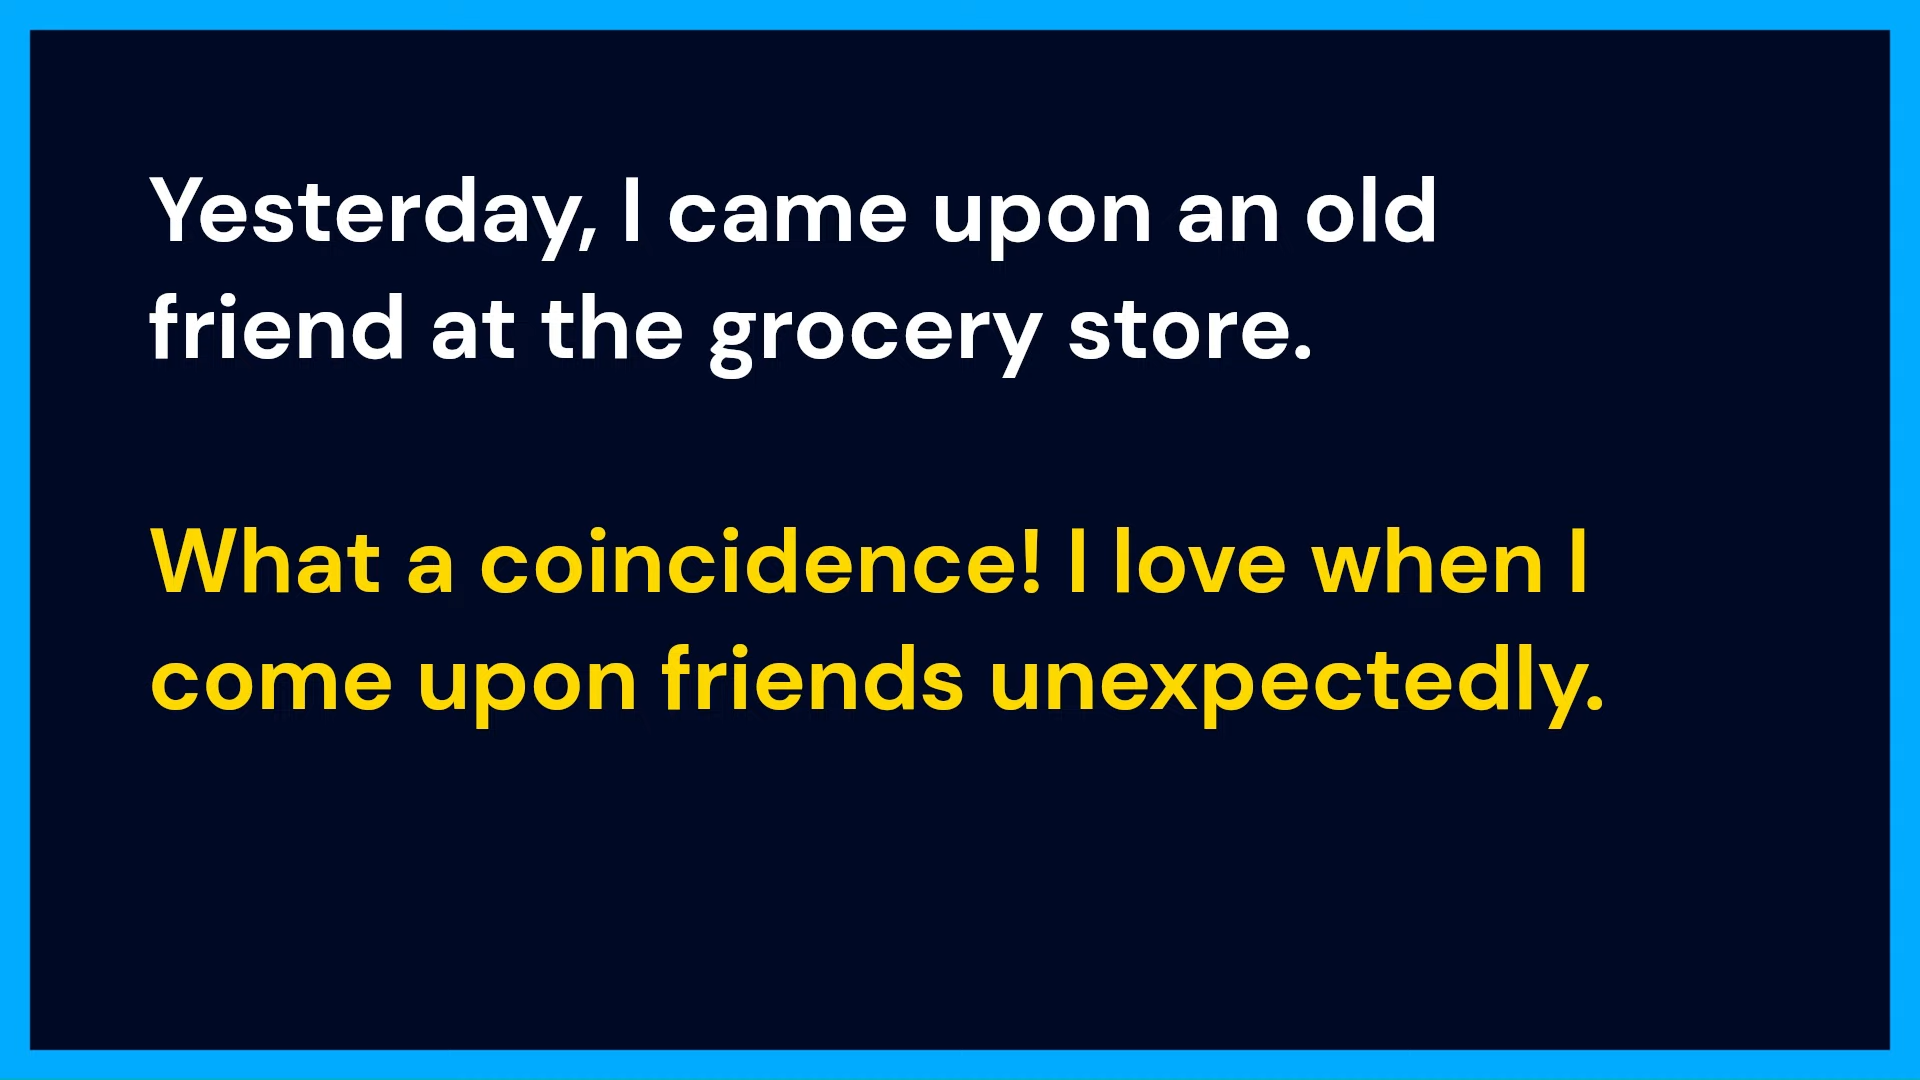 Yesterday, I came upon an old
friend at the grocery store.
What a coincidence! I love when I
come upon friends unexpectedly.